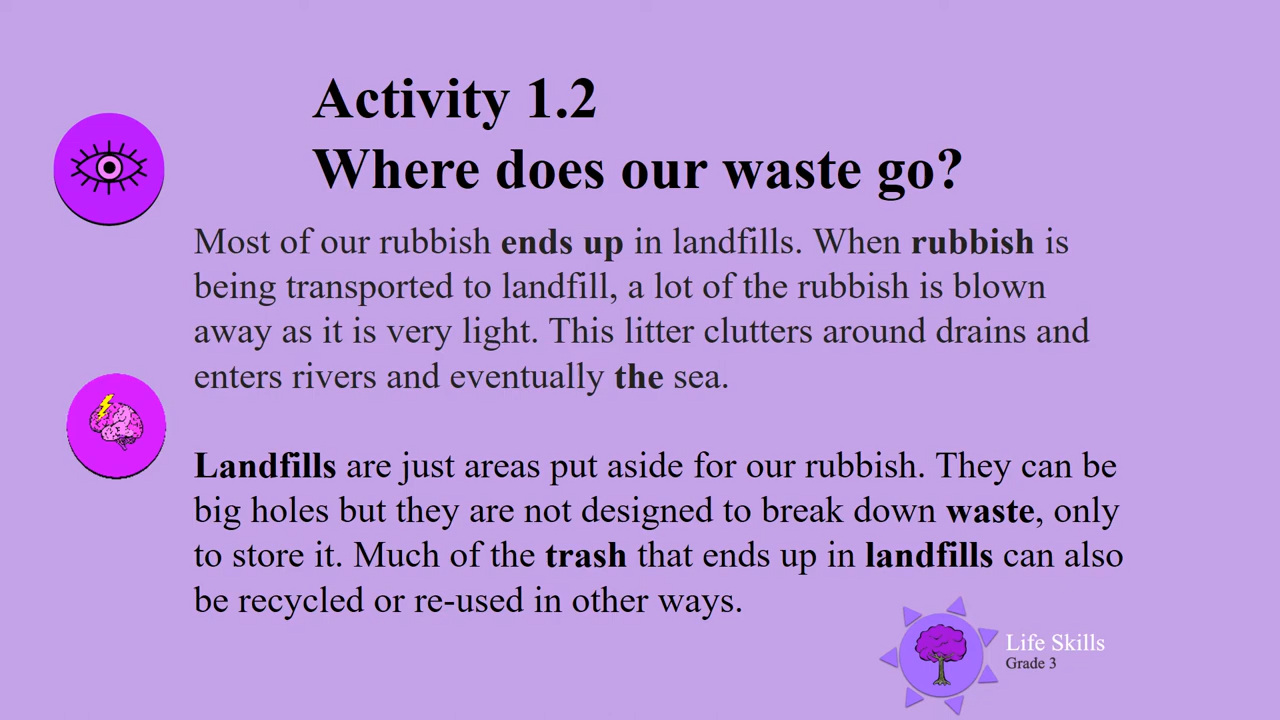 Activity 1.2
Where does our waste go?
Most of our rubbish ends up in landfills. When rubbish is
being transported to landfill, a lot of the rubbish is blown
away as it is very light. This litter clutters around drains and
enters rivers and eventually the sea.
Landfills are just areas put aside for our rubbish. They can be
big holes but they are not designed to break down waste, only
to store it. Much of the trash that ends up in landfills can also
be recycled or re-used in other ways.
Life Skills
Grade 3